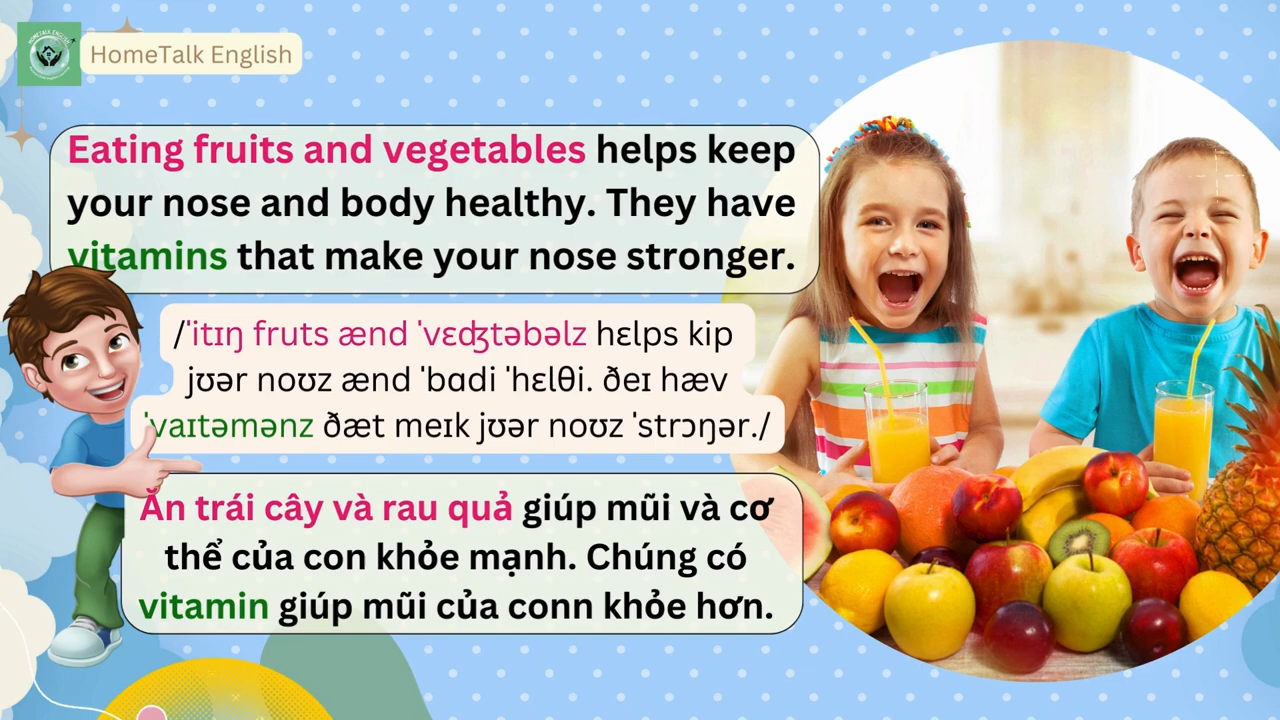 HomeTalk English
Eating fruits and vegetables helps keep
your nose and body healthy. They have
vitamins that make your nose stronger.
/ˈitɪŋ fruts ænd ˈvɛʤtəbəlz hɛlps kip
jʊər noʊz ænd ˈbɑdi ˈhɛlθi. ðeɪ hæv
ˈvaɪtəmənz ðæt meɪk jʊər noʊz ˈstrɔŋər./
Ăn trái cây và rau quả giúp mũi và cơ
thể của con khỏe mạnh. Chúng có
vitamin giúp mũi của conn khỏe hơn.